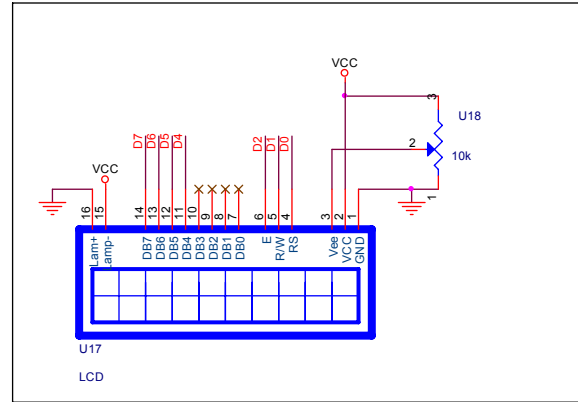 VCC
3
U18
2
10k
1
D7
D6
D5
D4
D2
D1
D0
VCC
16
15
14
13
12
11
10
9
8
7
6
5
4
3
2
1
Lam+
Lamp-
DB7
DB6
DB5
DB4
DB3
DB2
DB1
DB0
E
R/W
RS
Vee
VCC
GND
U17
LCD